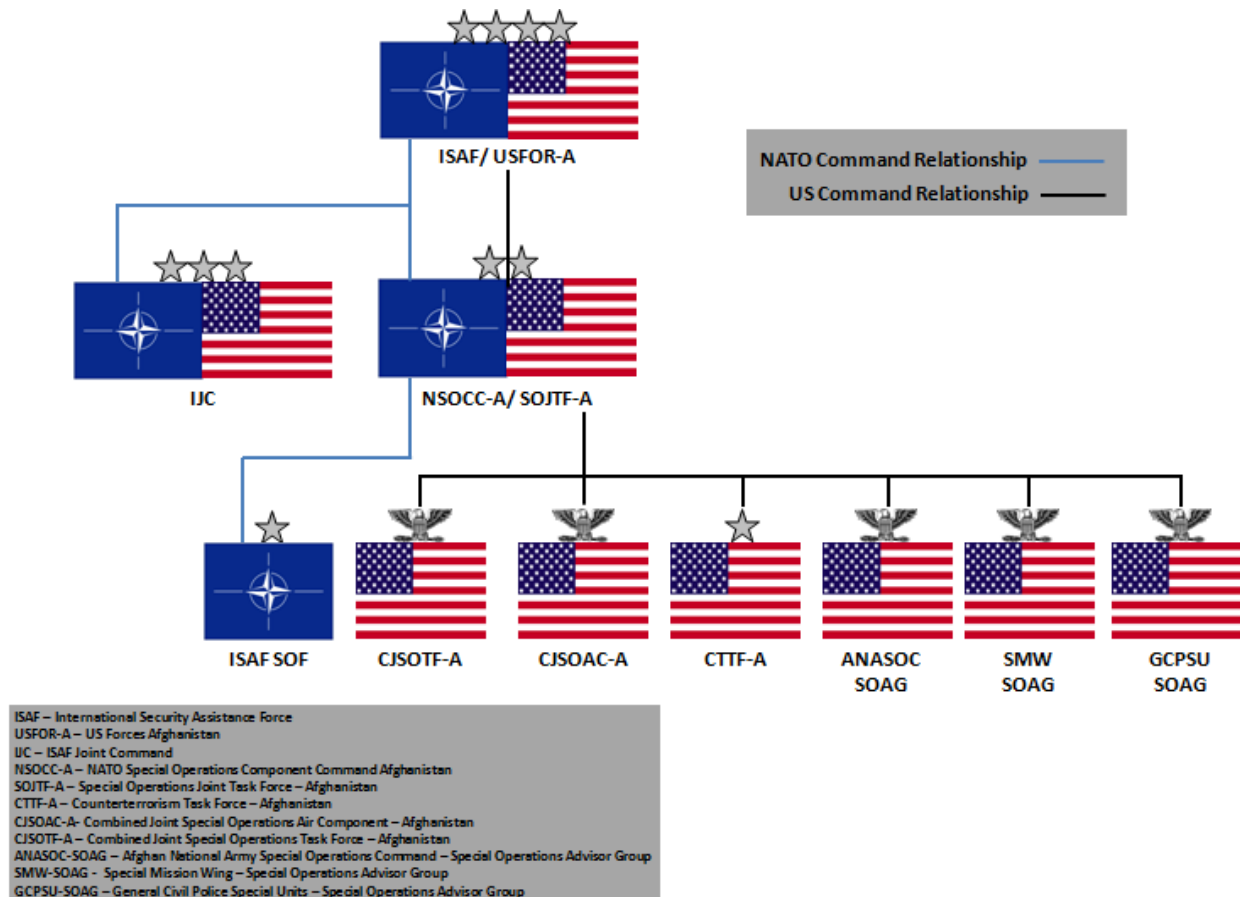 ISAF/ USFOR-A
NATO Command Relationship
US Command Relationship
IJC
NSOCC-A/ SOJTF-A
ISAF SOF
CJSOTF-A
CJSOAC-A
CTTF-A
ANASOC
SOAG
SMW
SOAG
GCPSU
SOAG
ISAF – International Security Assistance Force
USFOR-A – US Forces Afghanistan
IJC – ISAF Joint Command
NSOCC-A – NATO Special Operations Component Command Afghanistan
SOJTF-A – Special Operations Joint Task Force – Afghanistan
CTTF-A – Counterterrorism Task Force – Afghanistan
CJSOAC-A- Combined Joint Special Operations Air Component – Afghanistan
CJSOTF-A – Combined Joint Special Operations Task Force – Afghanistan
ANASOC-SOAG – Afghan National Army Special Operations Command – Special Operations Advisor Group
SMW-SOAG - Special Mission Wing – Special Operations Advisor Group
GCPSU-SOAG – General Civil Police Special Units – Special Operations Advisor Group